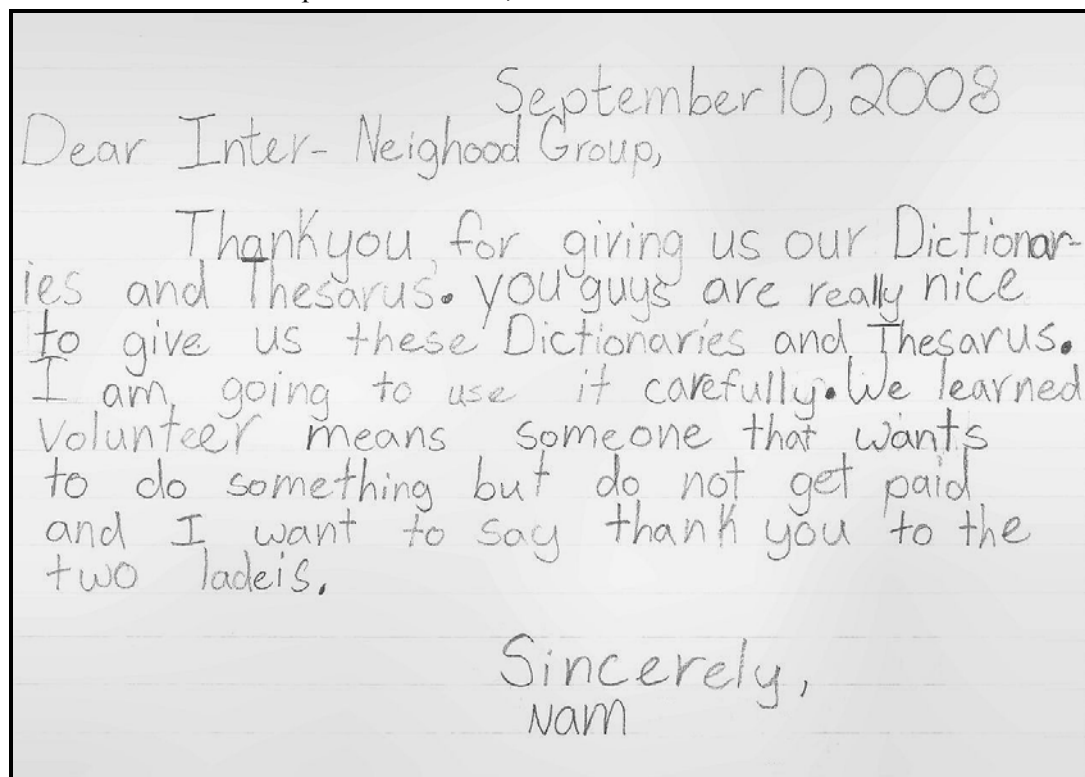 September 10, 2008
Dear Inter- Neighood Group,
Thankyou, for giving us our Dictionar-
ies and Thesarus. you guys are really nice
to give us these Dictionaries and Thesarus.
I am going to use it carefully. We learned
Volunteer means someone that wants
to do something but do not get paid
and I want to say thank you to the
two ladeis.
Sincerely,
Nam